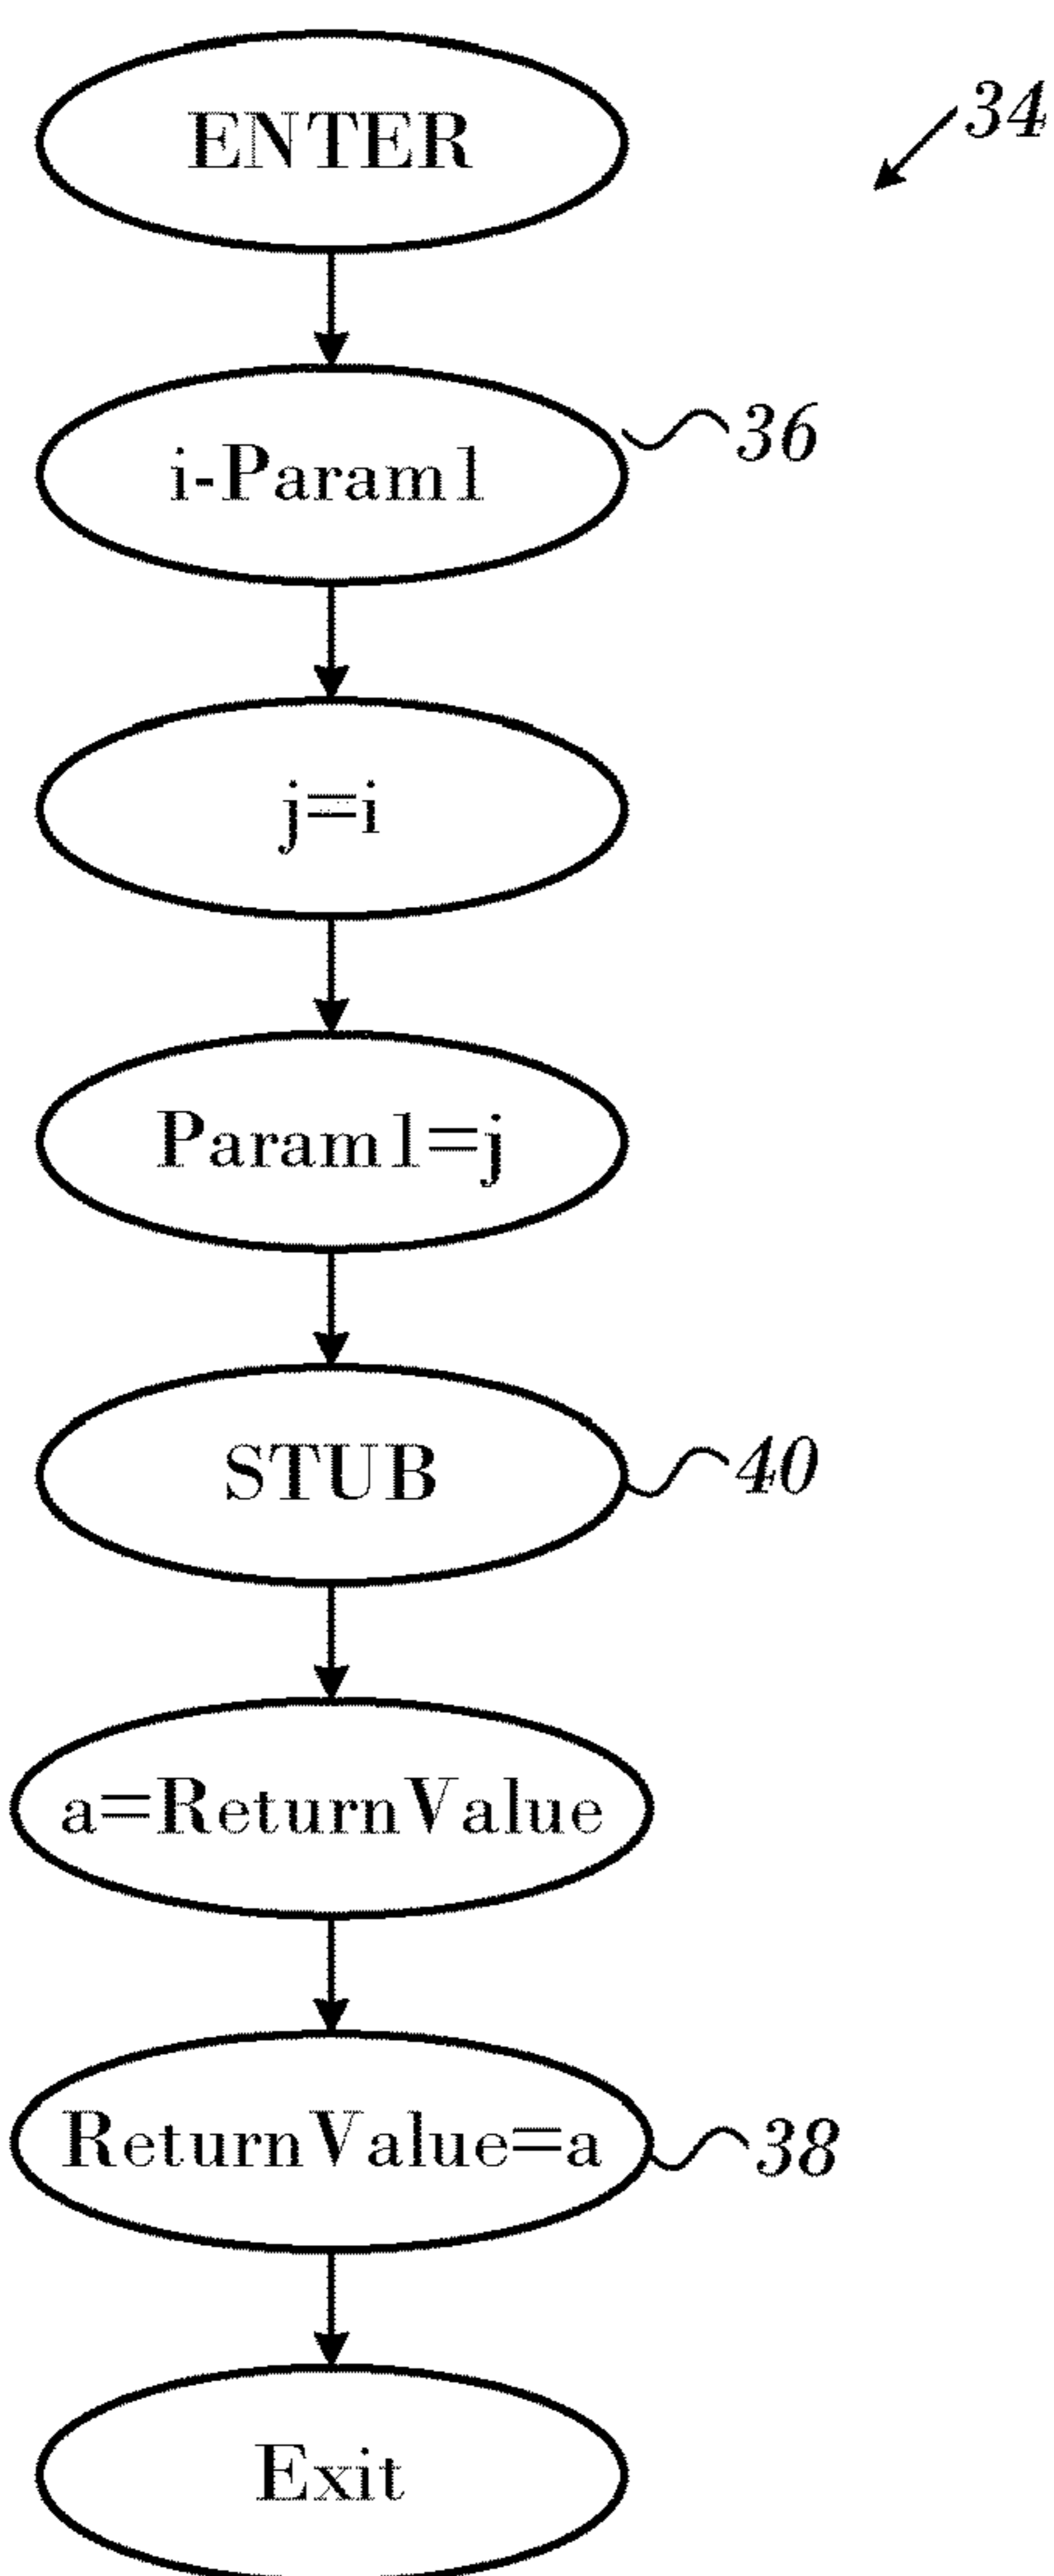 ENTER
34
i-Param1
36
j=i
Param1=j
STUB
40
a=ReturnValue
ReturnValue=a
38
Exit